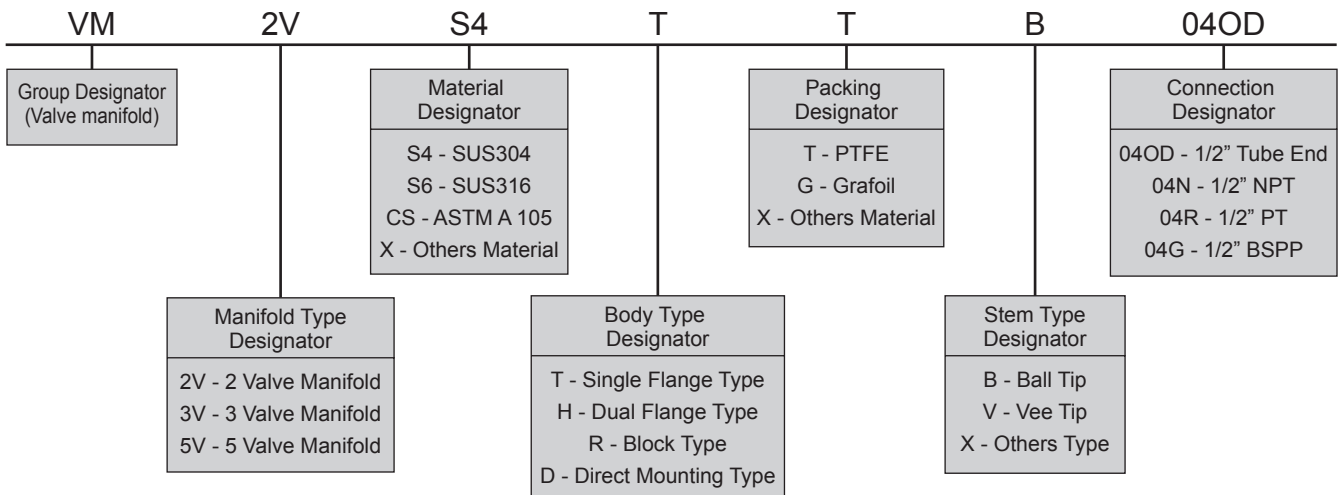 VM 2V S4 T T B 04OD
Group Designator
(Valve manifold)
Material
Designator
S4 - SUS304
S6 - SUS316
CS - ASTM A 105
X - Others Material
Packing
Designator
T - PTFE
G - Grafoil
X - Others Material
Connection
Designator
04OD - 1/2” Tube End
04N - 1/2” NPT
04R - 1/2” PT
04G - 1/2” BSPP
Manifold Type
Designator
2V - 2 Valve Manifold
3V - 3 Valve Manifold
5V - 5 Valve Manifold
Body Type
Designator
T - Single Flange Type
H - Dual Flange Type
R - Block Type
D - Direct Mounting Type
Stem Type
Designator
B - Ball Tip
V - Vee Tip
X - Others Type